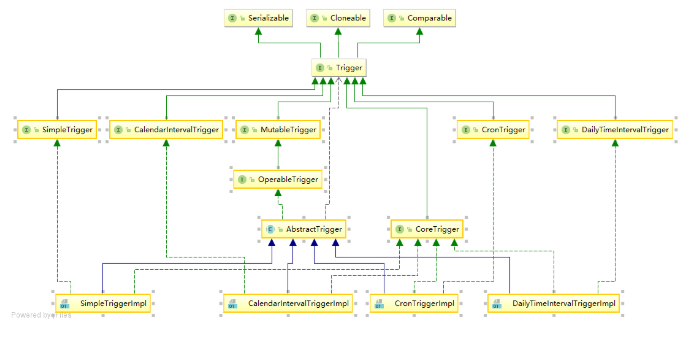 Serializable
Cloneable
Comparable
Trigger
SimpleTrigger
CalendarIntervalTrigger
MutableTrigger
CronTrigger
DailyTimeIntervalTrigger
OperableTrigger
AbstractTrigger
CoreTrigger
SimpleTriggerImpl
CalendarIntervalTriggerImpl
CronTriggerImpl
DailyTimeIntervalTriggerImpl
Powered by yFiles